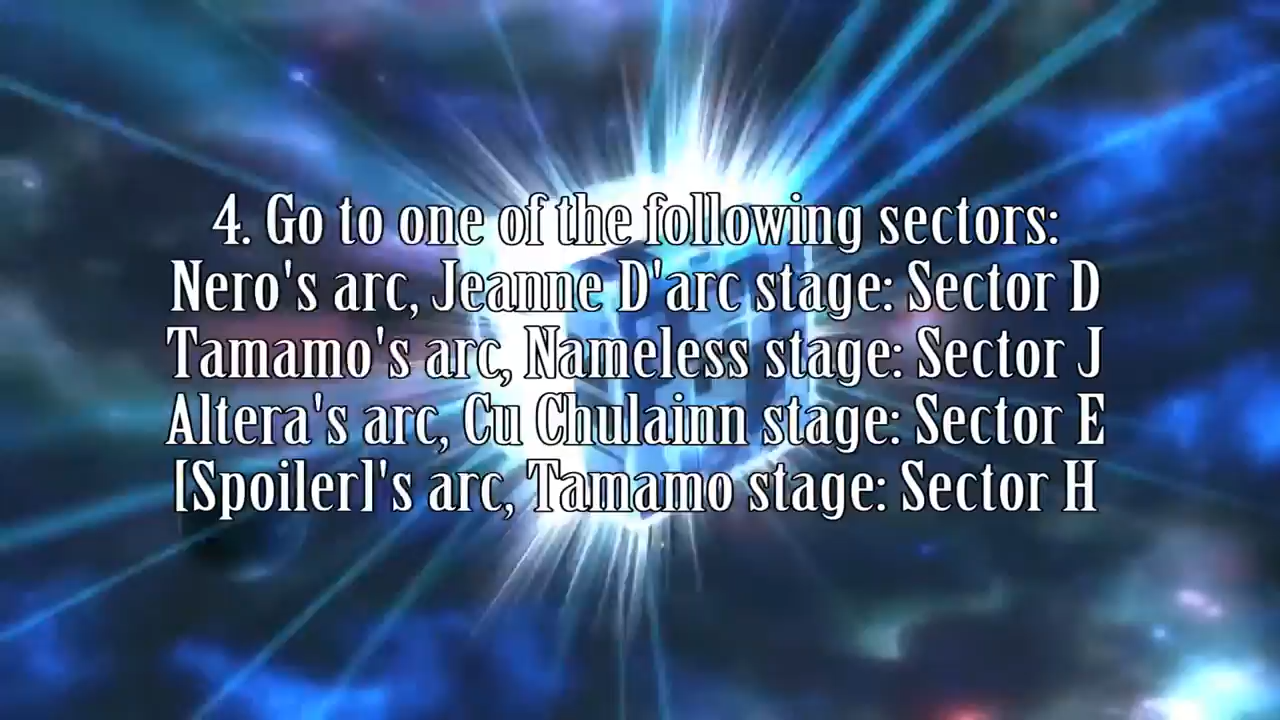 4. Go to one of the following sectors:
Nero's arc, Jeanne D'arc stage: Sector D
Tamamo's arc, Nameless stage: Sector J
Altera's arc, Cu Chulainn stage: Sector E
[Spoiler]'s arc, Tamamo stage: Sector H